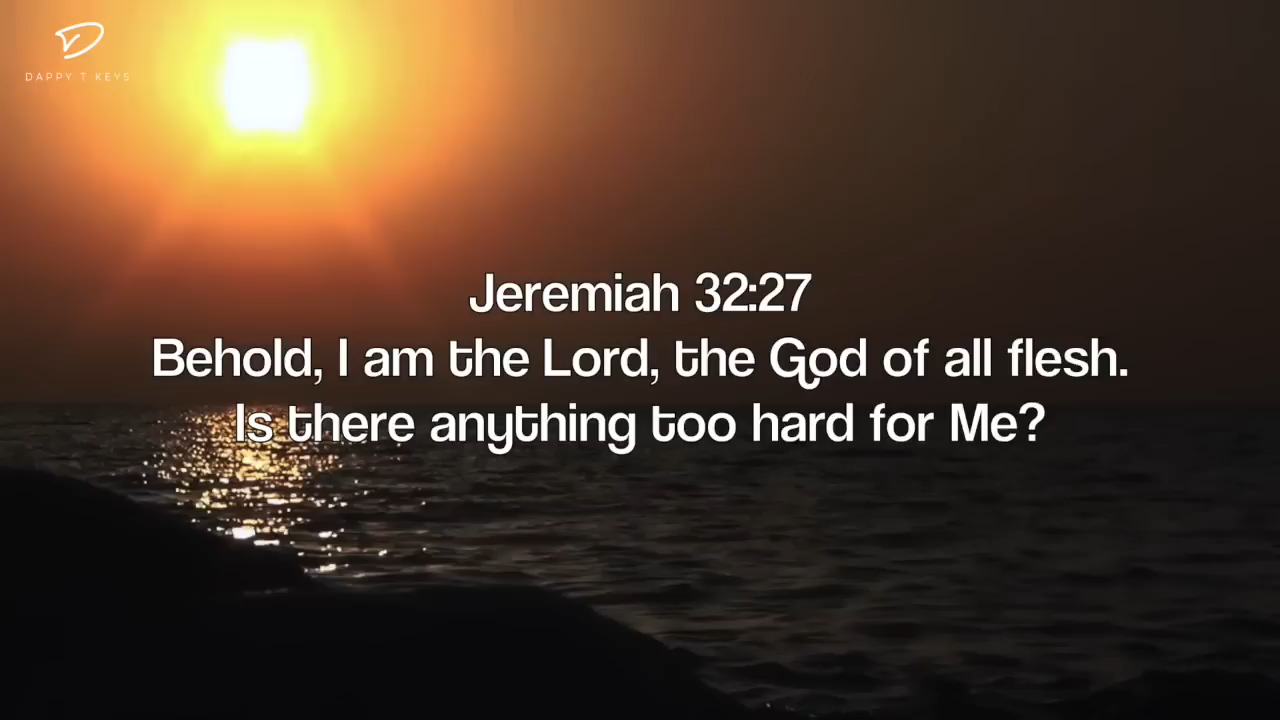 DAPPY T KEYS
Jeremiah 32:27
Behold, I am the Lord, the God of all flesh.
Is there anything too hard for Me?